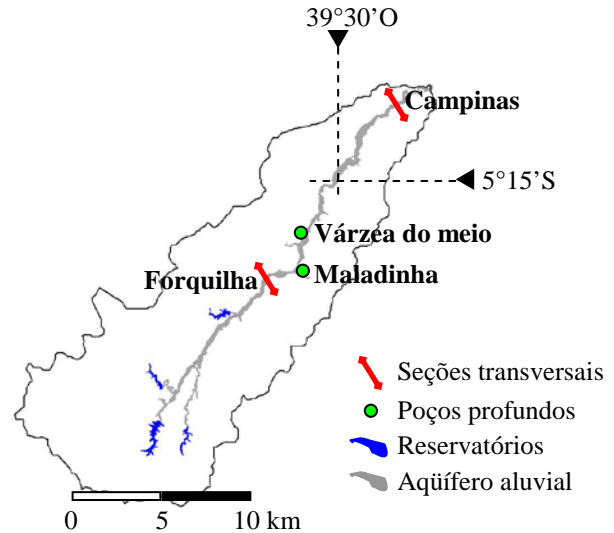 39°30’O
Campinas
5°15’S
Várzea do meio
Forquilha
Maladinha
Seções transversais
Poços profundos
Reservatórios
Aqüífero aluvial
0 5 10 km